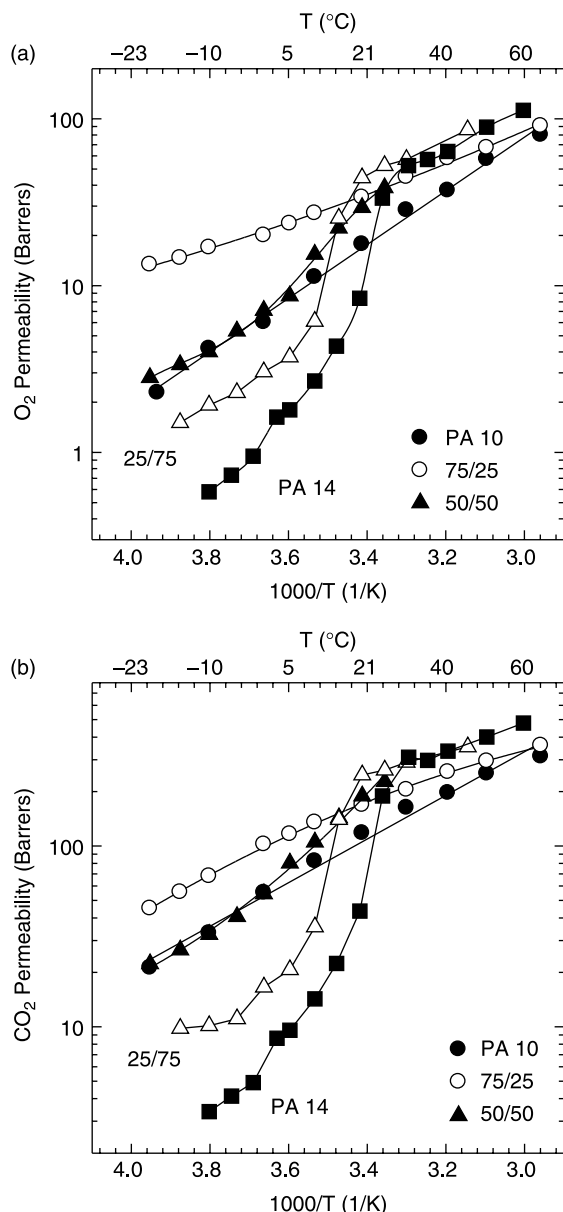 T (°C)
(a)
−23 −10 5 21 40 60
100
10
1
O2 Permeability (Barrers)
25/75
PA 14
PA 10
75/25
50/50
4.0 3.8 3.6 3.4 3.2 3.0
1000/T (1/K)
T (°C)
(b)
−23 −10 5 21 40 60
100
10
CO2 Permeability (Barrers)
25/75
PA 14
PA 10
75/25
50/50
4.0 3.8 3.6 3.4 3.2 3.0
1000/T (1/K)